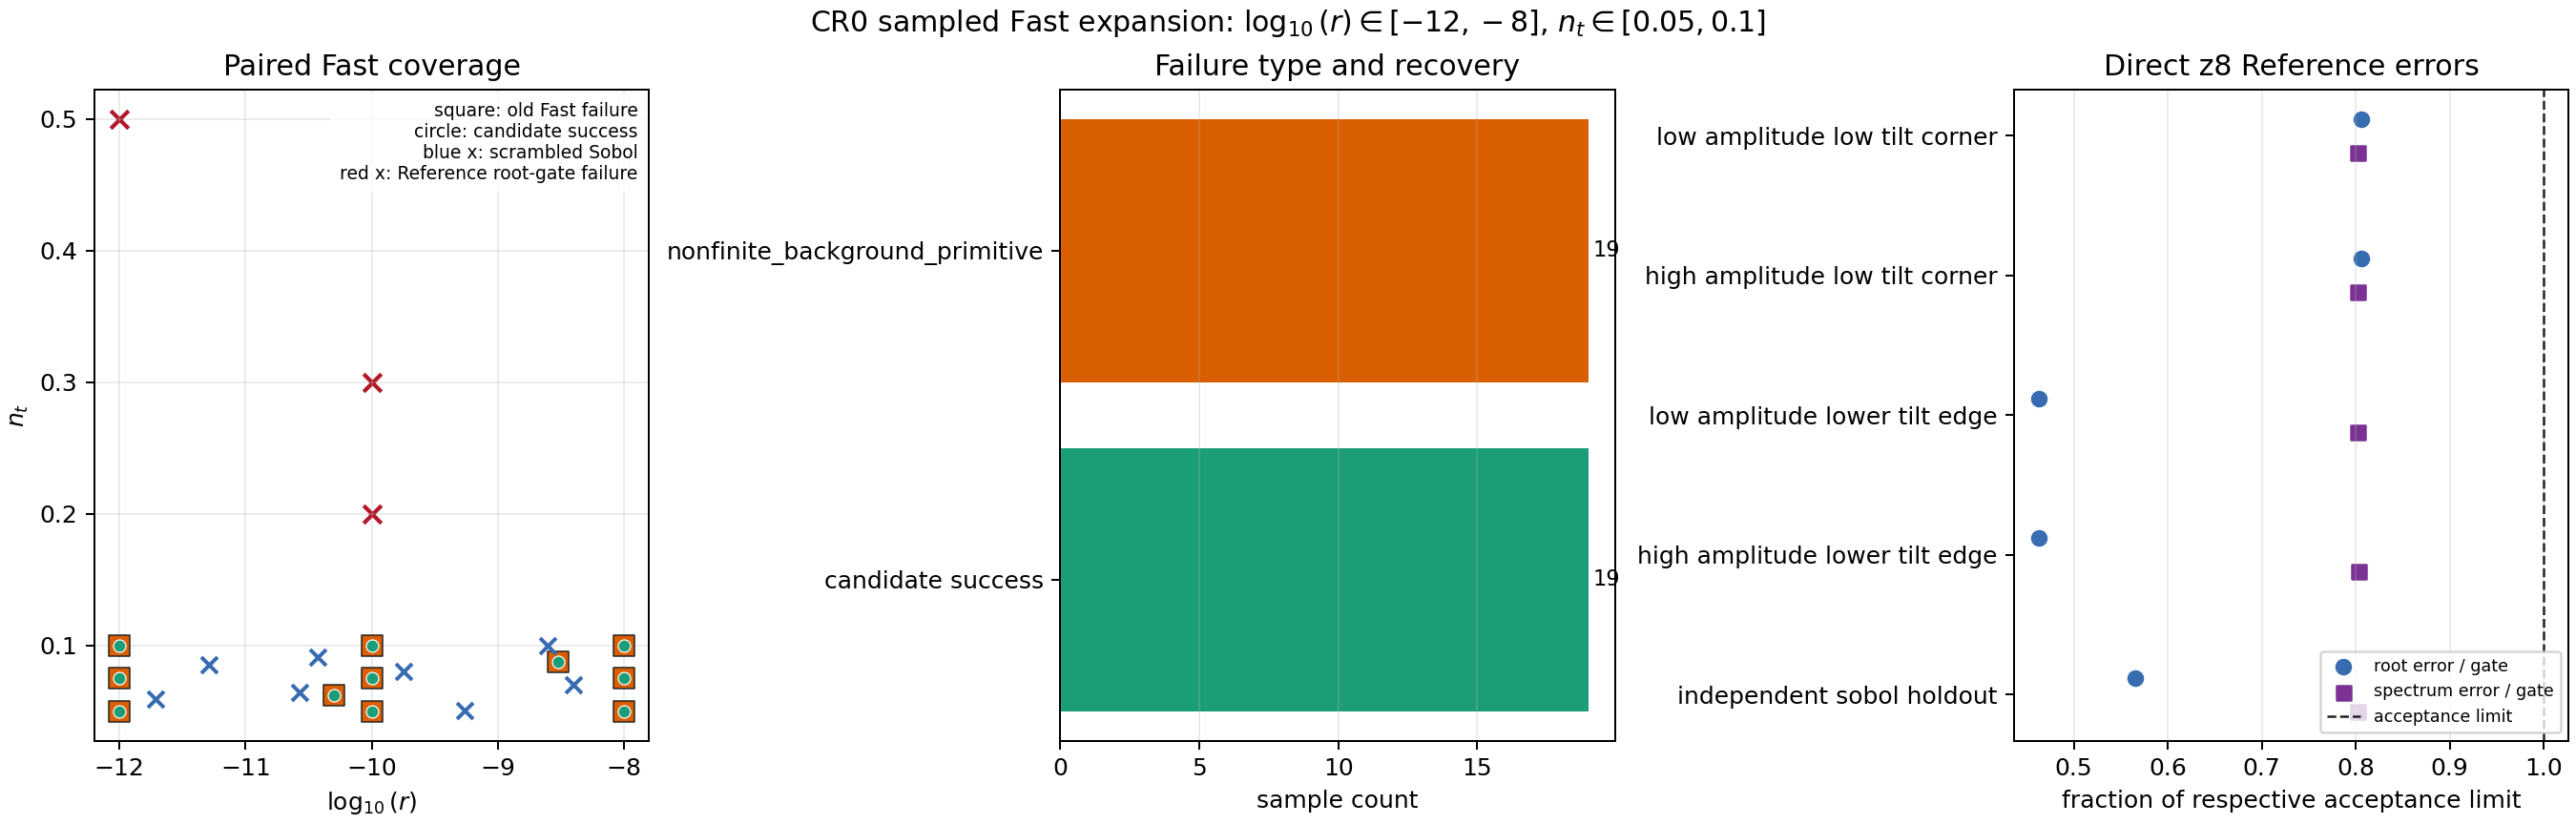 CR0 sampled Fast expansion: log₁₀(r) ∈ [−12, −8], nₜ ∈ [0.05, 0.1]
Paired Fast coverage
square: old Fast failure
circle: candidate success
blue x: scrambled Sobol
red x: Reference root-gate failure
0.5
0.4
0.3
0.2
0.1
nₜ
−12
−11
−10
−9
−8
log₁₀(r)
Failure type and recovery
nonfinite_background_primitive
19
candidate success
19
0
5
10
15
sample count
Direct z8 Reference errors
low amplitude low tilt corner
high amplitude low tilt corner
low amplitude lower tilt edge
high amplitude lower tilt edge
independent sobol holdout
root error / gate
spectrum error / gate
acceptance limit
0.5
0.6
0.7
0.8
0.9
1.0
fraction of respective acceptance limit